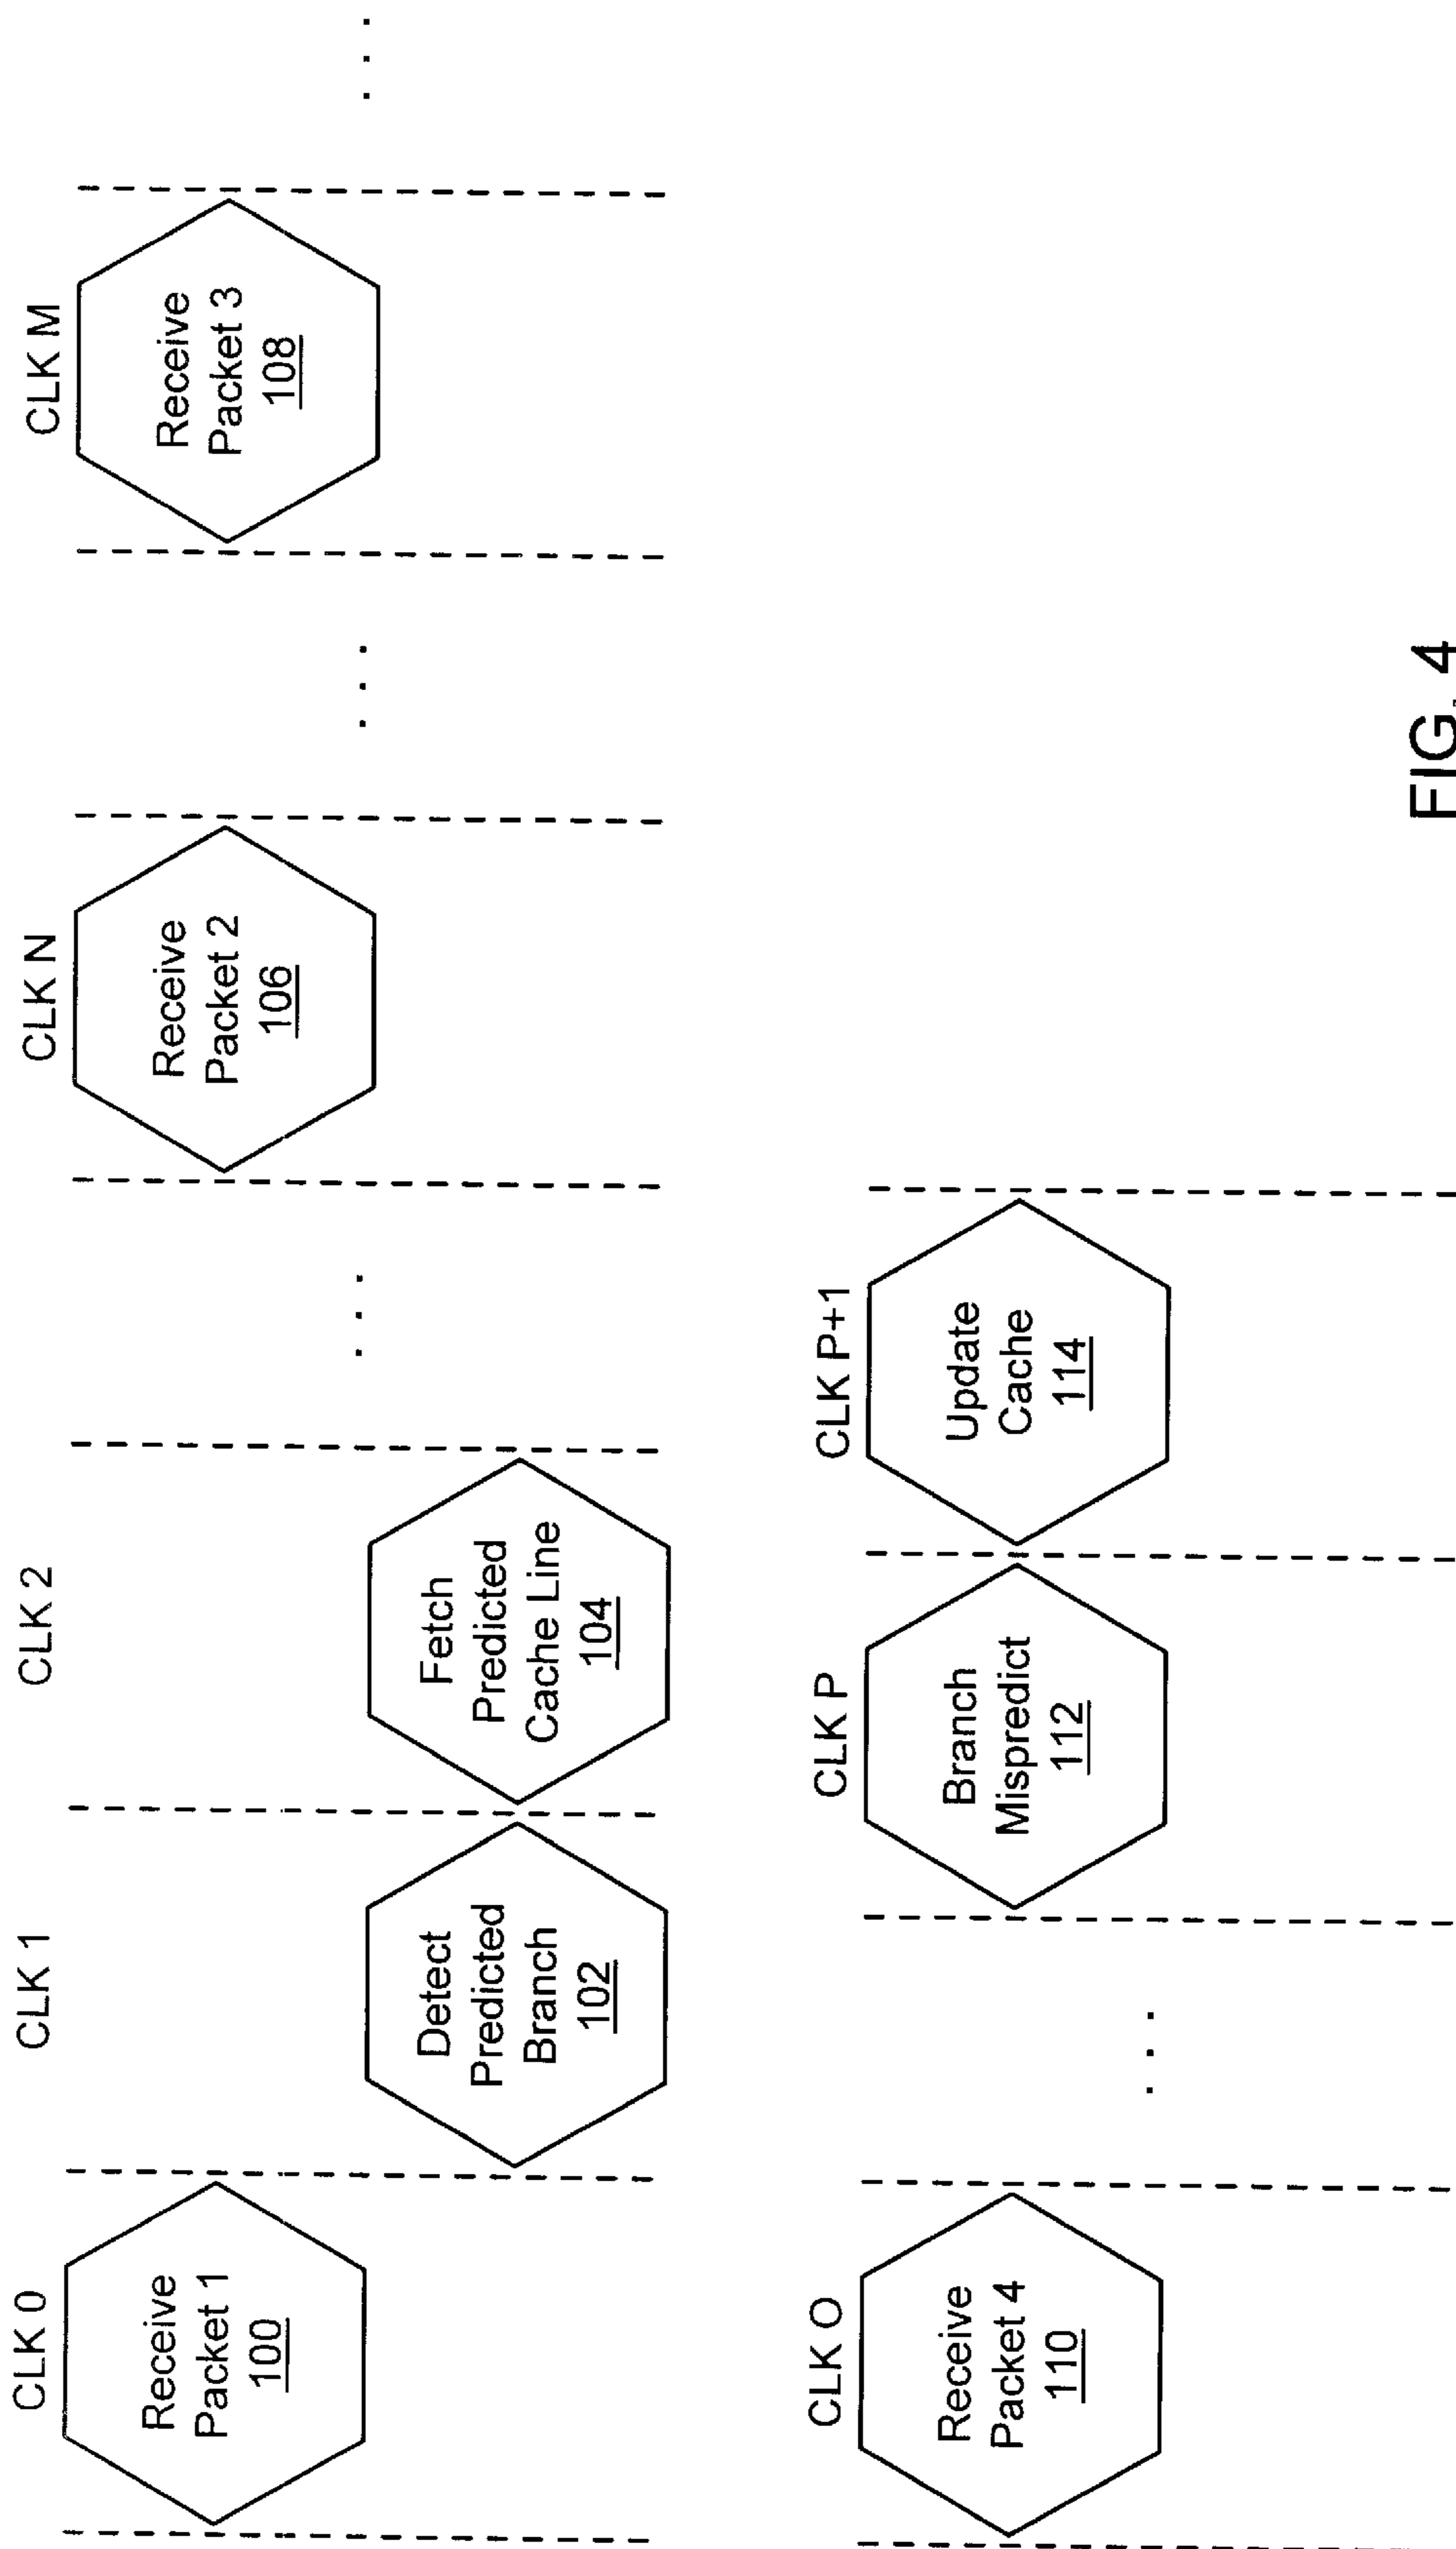 CLK 0
Receive
Packet 1
100
CLK 1
Detect
Predicted
Branch
102
CLK 2
Fetch
Predicted
Cache Line
104
. . .
CLK N
Receive
Packet 2
106
. . .
CLK M
Receive
Packet 3
108
. . .
CLK O
Receive
Packet 4
110
. . .
CLK P
Branch
Mispredict
112
CLK P+1
Update
Cache
114
FIG. 4